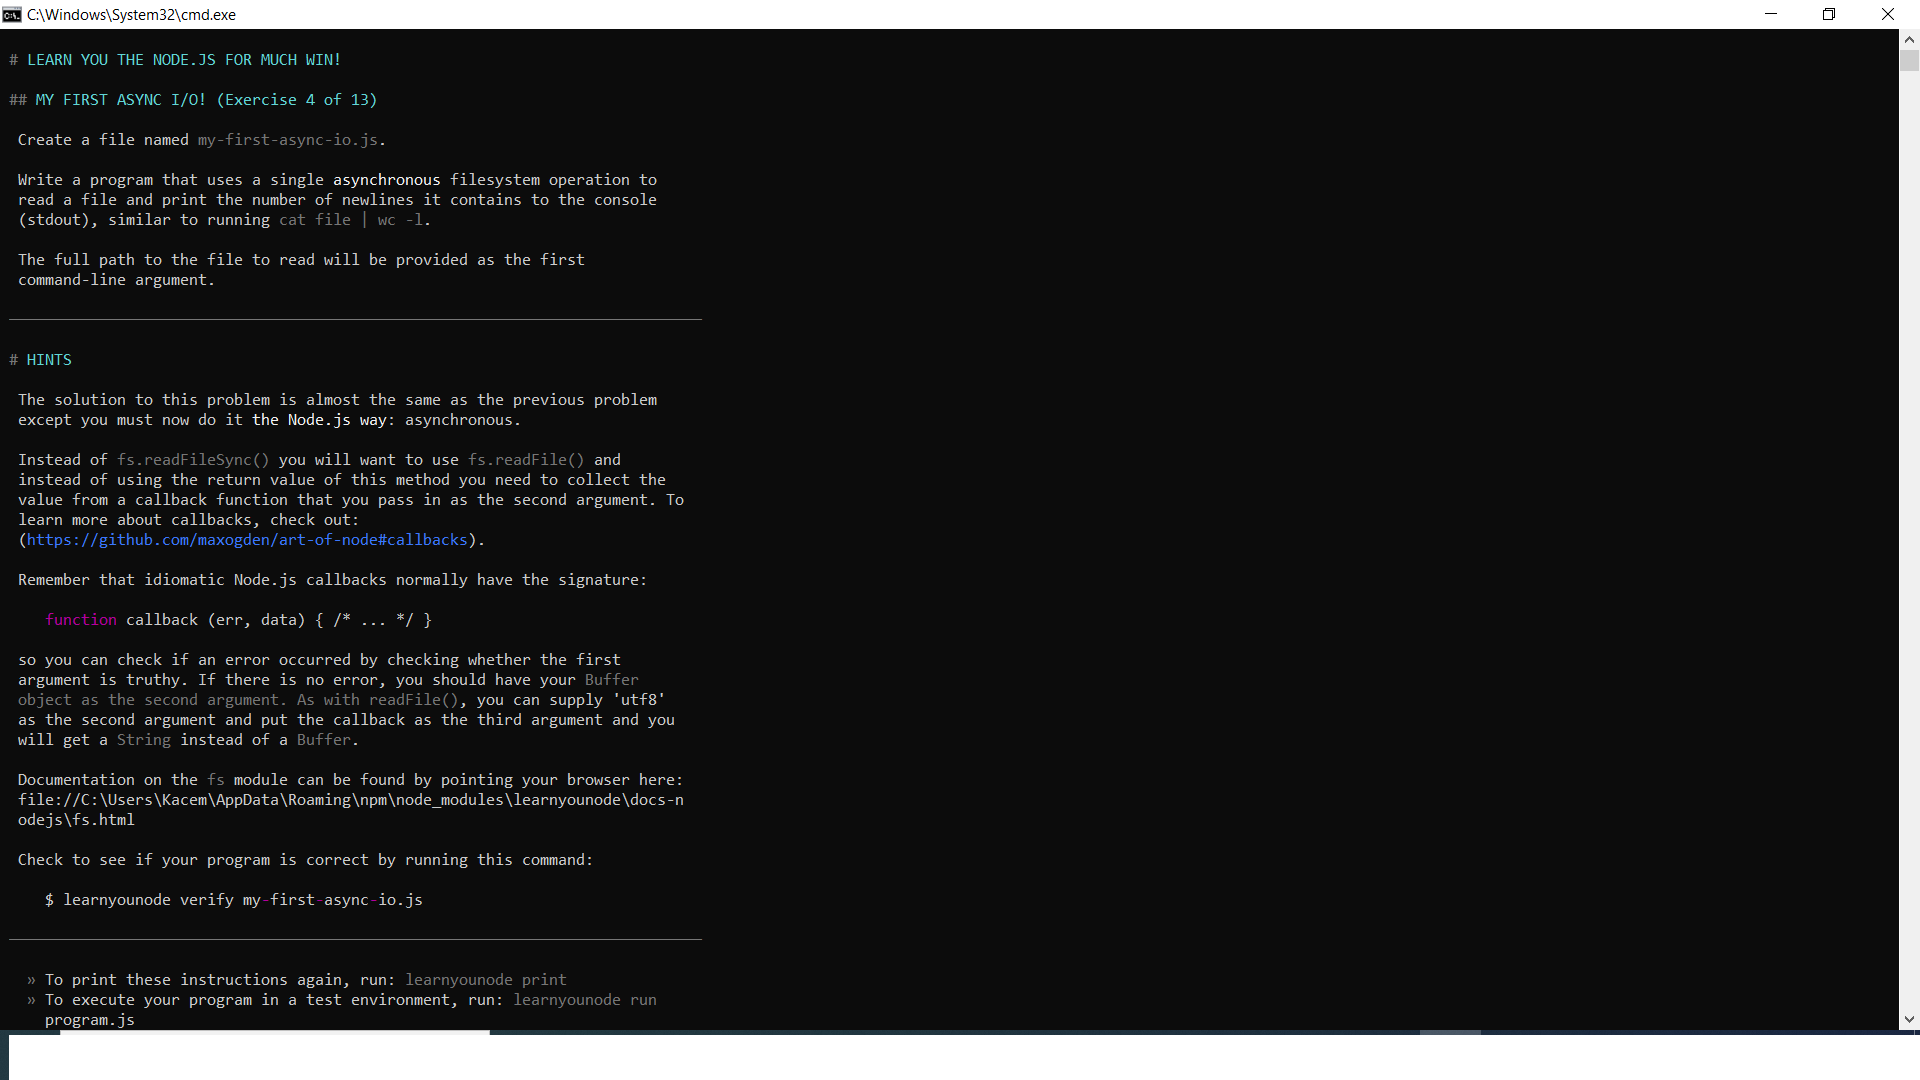 C:\Windows\System32\cmd.exe
# LEARN YOU THE NODE.JS FOR MUCH WIN!
## MY FIRST ASYNC I/O! (Exercise 4 of 13)
Create a file named my-first-async-io.js.
Write a program that uses a single asynchronous filesystem operation to
read a file and print the number of newlines it contains to the console
(stdout), similar to running cat file | wc -l.
The full path to the file to read will be provided as the first
command-line argument.
# HINTS
The solution to this problem is almost the same as the previous problem
except you must now do it the Node.js way: asynchronous.
Instead of fs.readFileSync() you will want to use fs.readFile() and
instead of using the return value of this method you need to collect the
value from a callback function that you pass in as the second argument. To
learn more about callbacks, check out:
(https://github.com/maxogden/art-of-node#callbacks).
Remember that idiomatic Node.js callbacks normally have the signature:
function callback (err, data) { /* ... */ }
so you can check if an error occurred by checking whether the first
argument is truthy. If there is no error, you should have your Buffer
object as the second argument. As with readFile(), you can supply 'utf8'
as the second argument and put the callback as the third argument and you
will get a String instead of a Buffer.
Documentation on the fs module can be found by pointing your browser here:
file://C:\Users\Kacem\AppData\Roaming\npm\node_modules\learnyounode\docs-n
odejs\fs.html
Check to see if your program is correct by running this command:
$ learnyounode verify my-first-async-io.js
» To print these instructions again, run: learnyounode print
» To execute your program in a test environment, run: learnyounode run
program.js